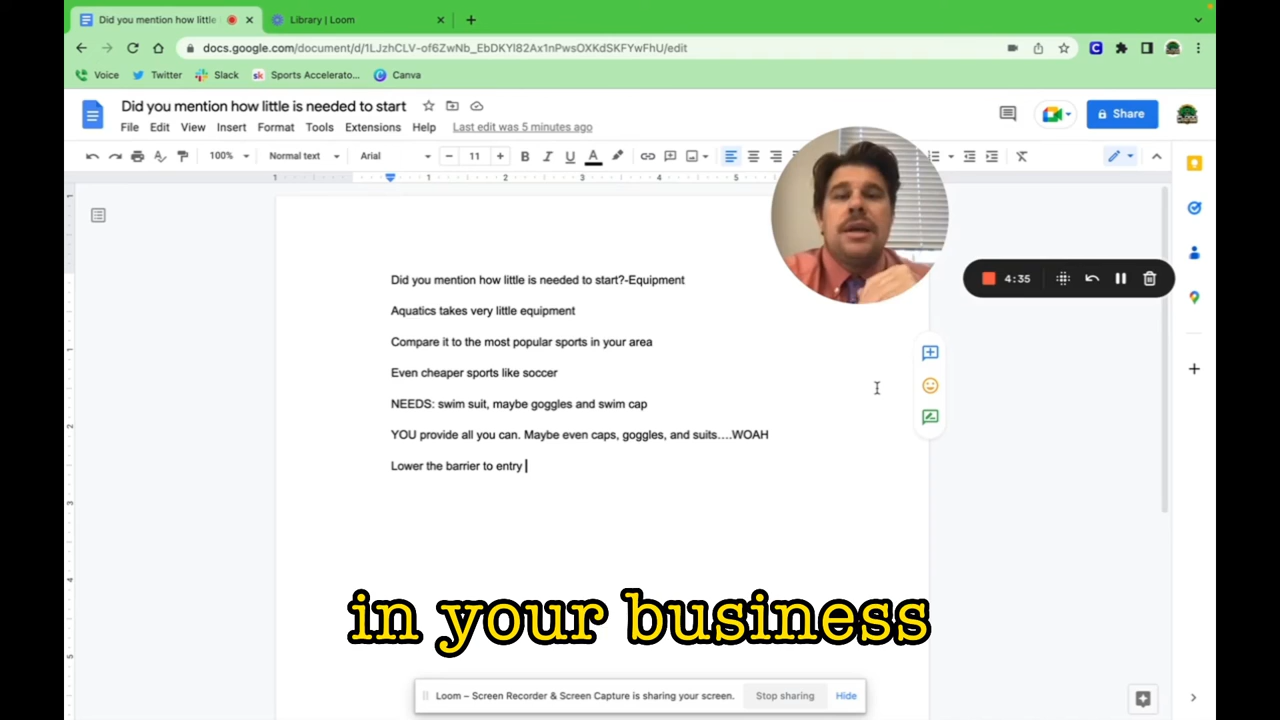 Did you mention how little
Library | Loom
docs.google.com/document/d/1LJzhCLV-of6ZwNb_EbDKYl82Ax1nPwsOXKdSKFYwFhU/edit
Voice
Twitter
Slack
Sports Accelerato...
Canva
Did you mention how little is needed to start
File Edit View Insert Format Tools Extensions Help Last edit was 5 minutes ago
Share
100% Normal text Arial 11 B I U A
1 1 2 3 4 5
Did you mention how little is needed to start?-Equipment
4:35
Aquatics takes very little equipment
Compare it to the most popular sports in your area
Even cheaper sports like soccer
NEEDS: swim suit, maybe goggles and swim cap
YOU provide all you can. Maybe even caps, goggles, and suits….WOAH
Lower the barrier to entry
in your business
Loom – Screen Recorder & Screen Capture is sharing your screen. Stop sharing Hide